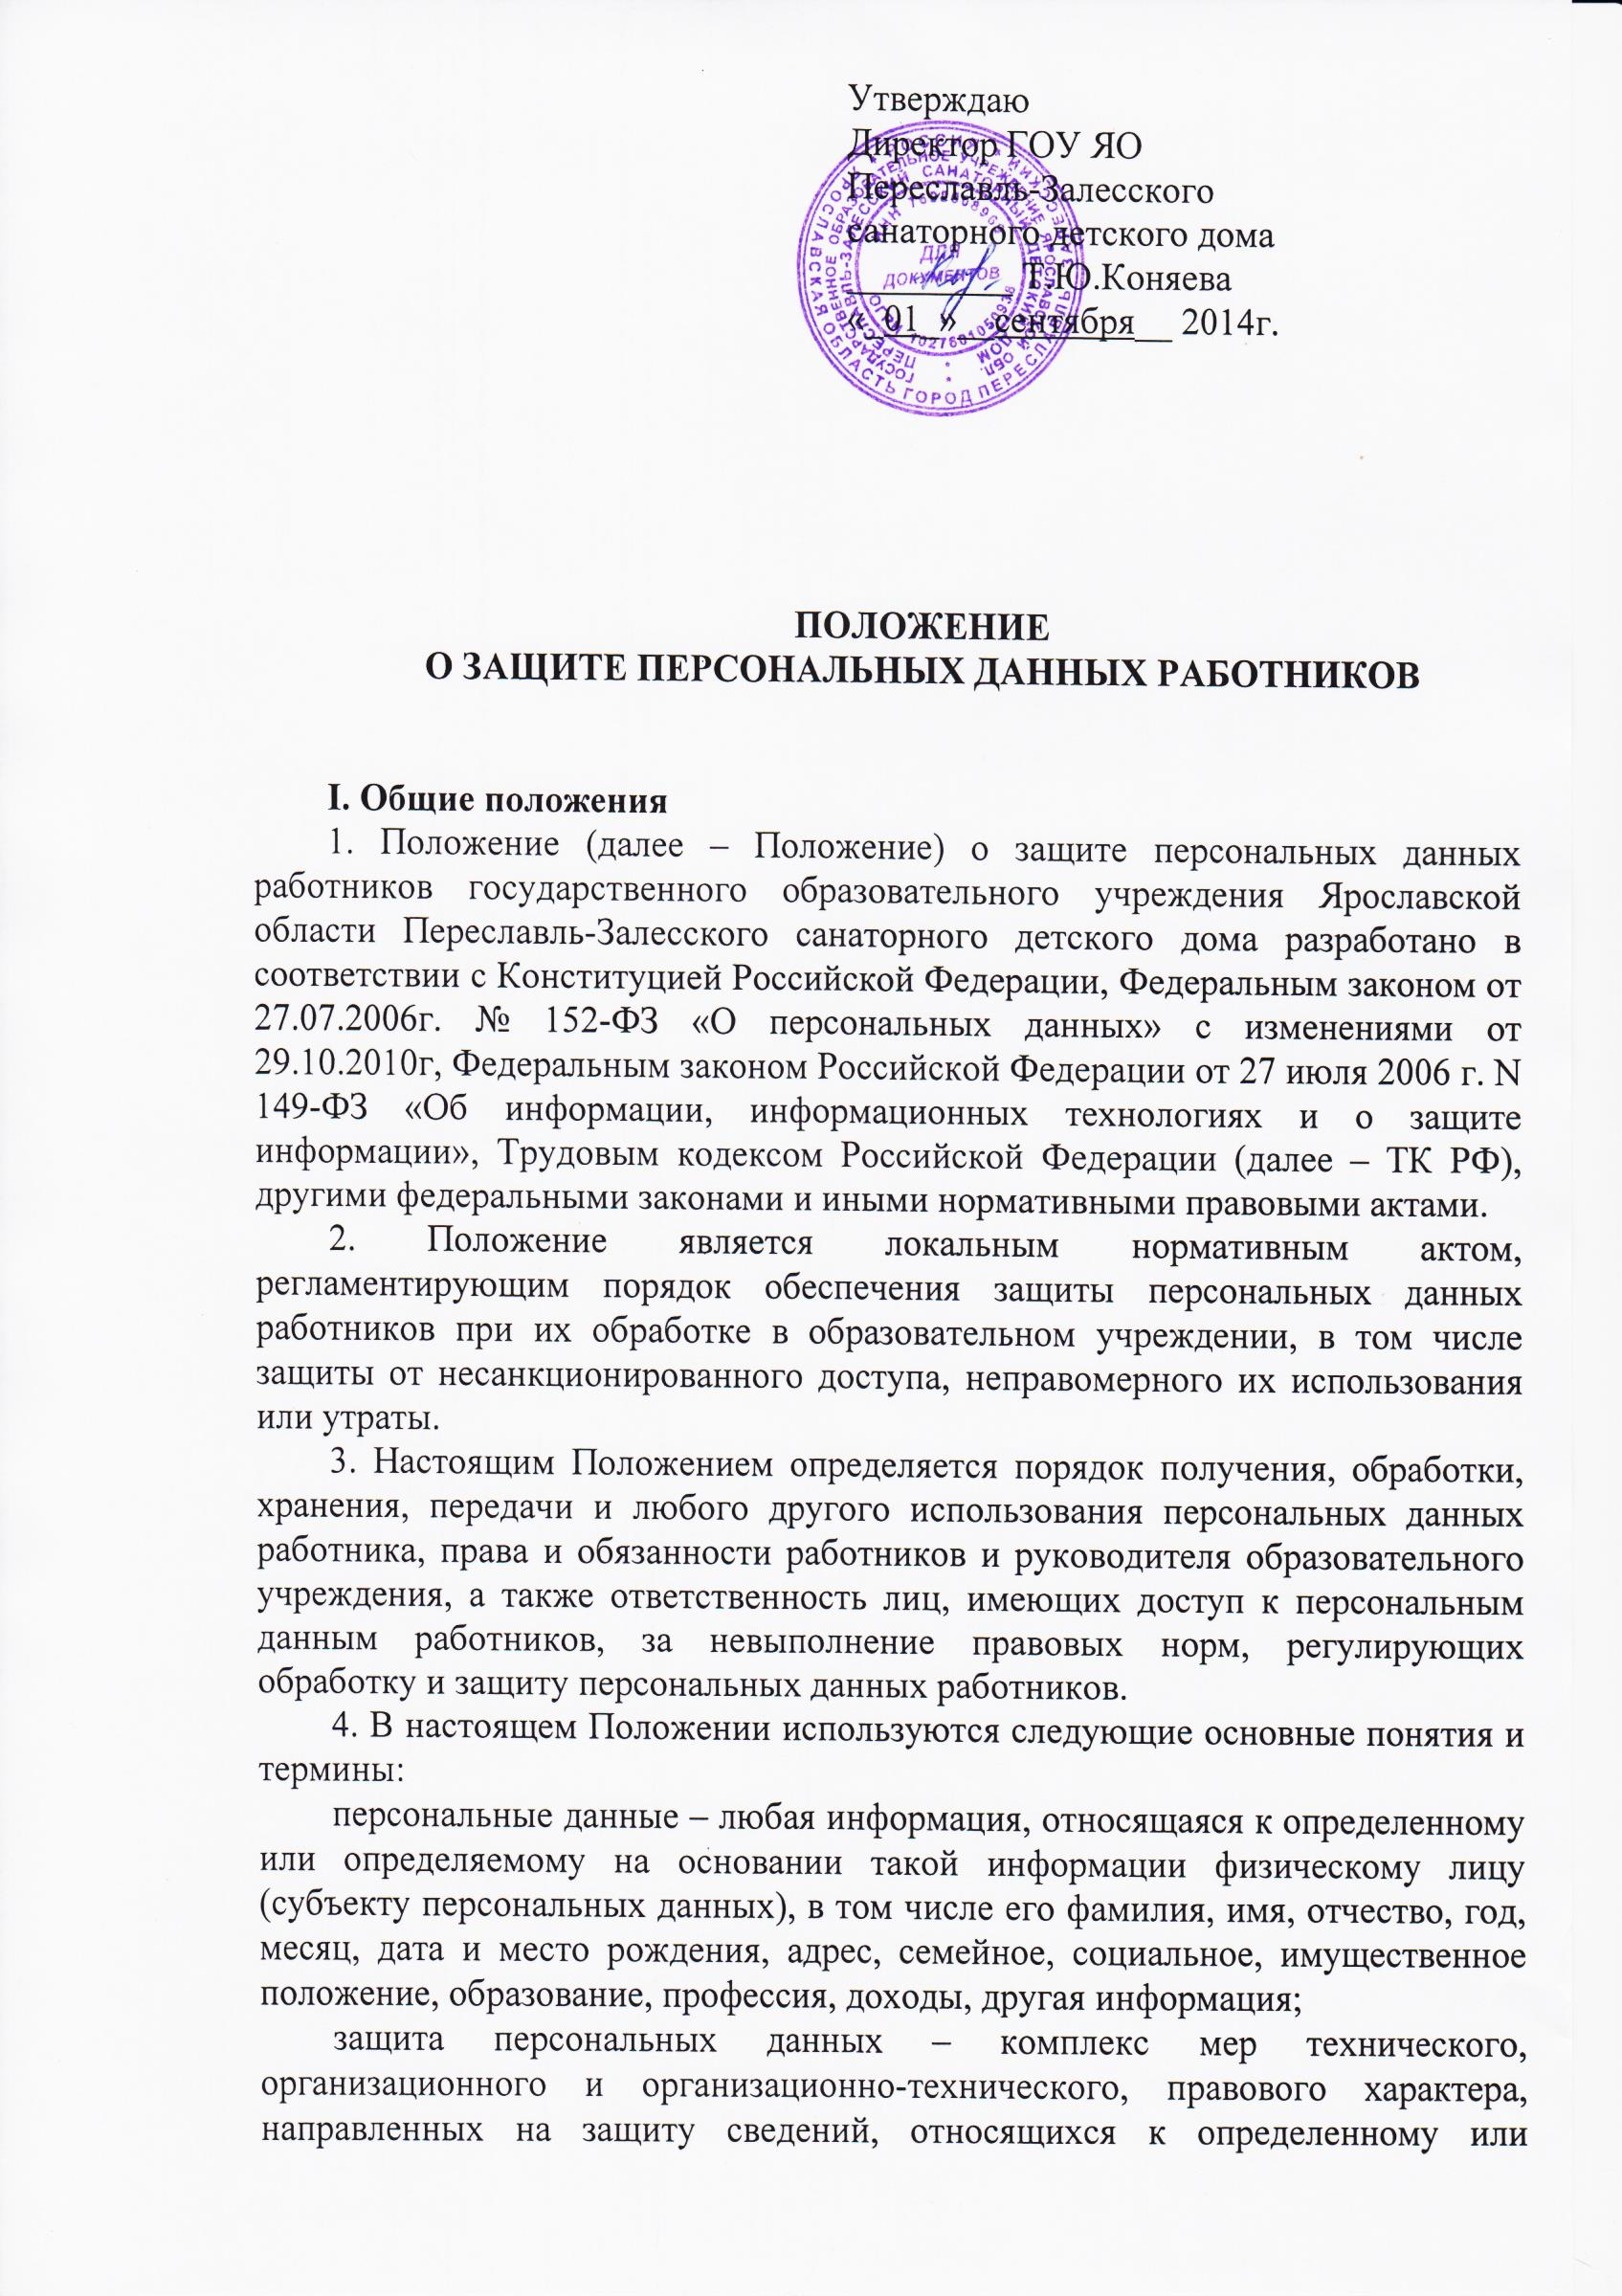 Утверждаю
Директор ГОУ ЯО
Переславль-Залесского
санаторного детского дома
_________ Т.Ю.Коняева
«_01_» __сентября__ 2014г.
ДЛЯ
ДОКУМЕНТОВ
ПОЛОЖЕНИЕ
О ЗАЩИТЕ ПЕРСОНАЛЬНЫХ ДАННЫХ РАБОТНИКОВ
I. Общие положения
1. Положение (далее – Положение) о защите персональных данных
работников государственного образовательного учреждения Ярославской
области Переславль-Залесского санаторного детского дома разработано в
соответствии с Конституцией Российской Федерации, Федеральным законом от
27.07.2006г. № 152-ФЗ «О персональных данных» с изменениями от
29.10.2010г, Федеральным законом Российской Федерации от 27 июля 2006 г. N
149-ФЗ «Об информации, информационных технологиях и о защите
информации», Трудовым кодексом Российской Федерации (далее – ТК РФ),
другими федеральными законами и иными нормативными правовыми актами.
2. Положение является локальным нормативным актом,
регламентирующим порядок обеспечения защиты персональных данных
работников при их обработке в образовательном учреждении, в том числе
защиты от несанкционированного доступа, неправомерного их использования
или утраты.
3. Настоящим Положением определяется порядок получения, обработки,
хранения, передачи и любого другого использования персональных данных
работника, права и обязанности работников и руководителя образовательного
учреждения, а также ответственность лиц, имеющих доступ к персональным
данным работников, за невыполнение правовых норм, регулирующих
обработку и защиту персональных данных работников.
4. В настоящем Положении используются следующие основные понятия и
термины:
персональные данные – любая информация, относящаяся к определенному
или определяемому на основании такой информации физическому лицу
(субъекту персональных данных), в том числе его фамилия, имя, отчество, год,
месяц, дата и место рождения, адрес, семейное, социальное, имущественное
положение, образование, профессия, доходы, другая информация;
защита персональных данных – комплекс мер технического,
организационного и организационно-технического, правового характера,
направленных на защиту сведений, относящихся к определенному или